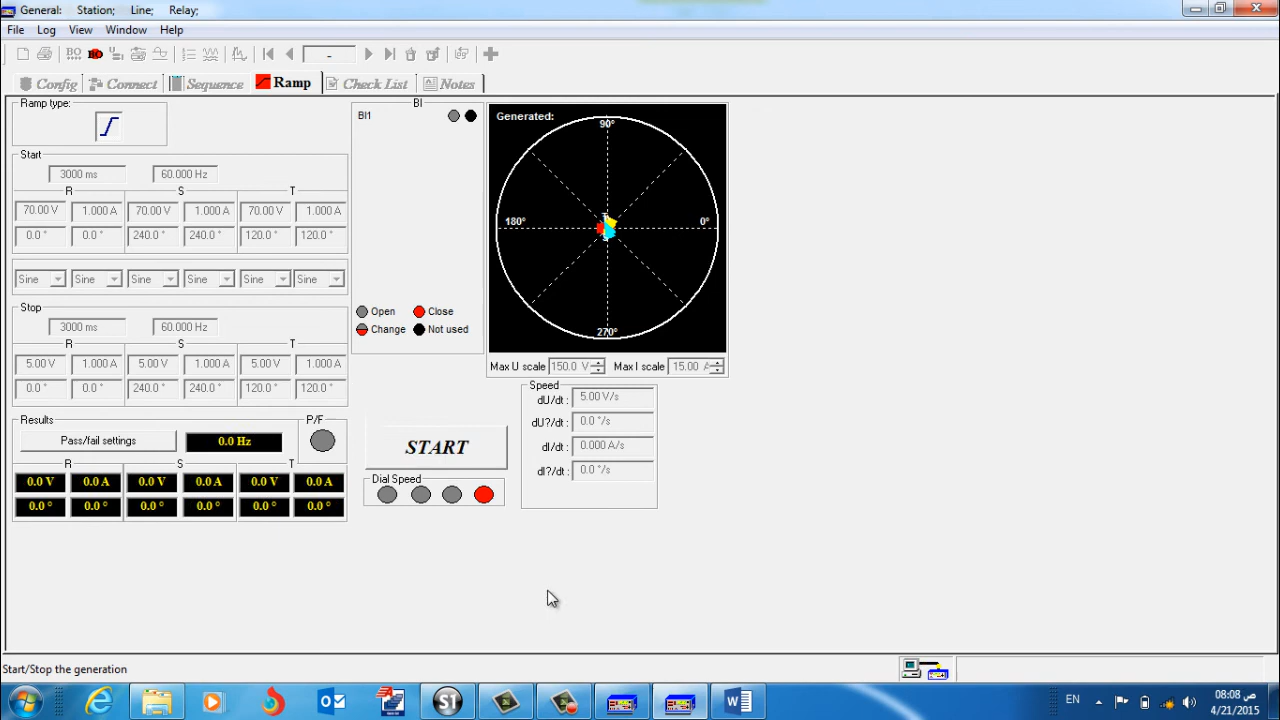 General:   Station;   Line;   Relay;
File   Log   View   Window   Help
BO
-
Config   Connect   Sequence   Ramp   Check List   Notes
Ramp type:
Start
3000 ms   60.000 Hz
R   S   T
70.00 V   1.000 A   70.00 V   1.000 A   70.00 V   1.000 A
0.0 °   0.0 °   240.0 °   240.0 °   120.0 °   120.0 °
Sine   Sine   Sine   Sine   Sine   Sine
Stop
3000 ms   60.000 Hz
R   S   T
5.00 V   1.000 A   5.00 V   1.000 A   5.00 V   1.000 A
0.0 °   0.0 °   240.0 °   240.0 °   120.0 °   120.0 °
Results   P/F
Pass/fail settings   0.0 Hz
R   S   T
0.0 V   0.0 A   0.0 V   0.0 A   0.0 V   0.0 A
0.0 °   0.0 °   0.0 °   0.0 °   0.0 °   0.0 °
BI
BI1
Open   Close
Change   Not used
Generated:
90°
180°   0°
270°
Max U scale   150.0 V   Max I scale   15.00 A
START
Dial Speed
Speed
dU/dt :   5.00 V/s
dU?/dt :   0.0 °/s
dI/dt :   0.000 A/s
dI?/dt :   0.0 °/s
Start/Stop the generation
S1   EN   08:08 ص
4/21/2015